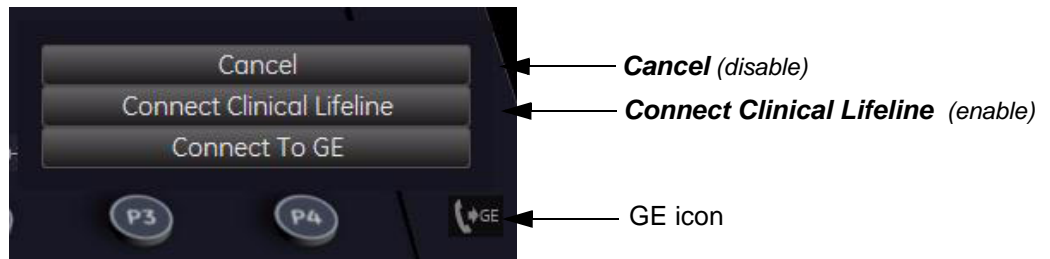 Cancel
Cancel (disable)
Connect Clinical Lifeline
Connect Clinical Lifeline (enable)
Connect To GE
P3
P4
GE
GE icon